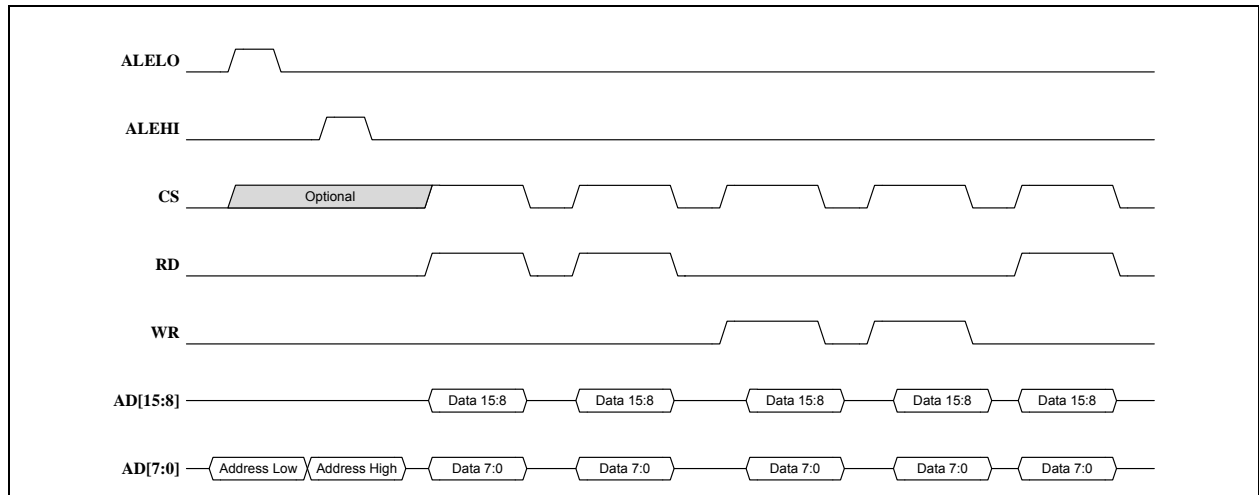 ALELO
ALEHI
CS Optional
RD
WR
AD[15:8] Data 15:8 Data 15:8 Data 15:8 Data 15:8 Data 15:8
AD[7:0] Address Low Address High Data 7:0 Data 7:0 Data 7:0 Data 7:0 Data 7:0